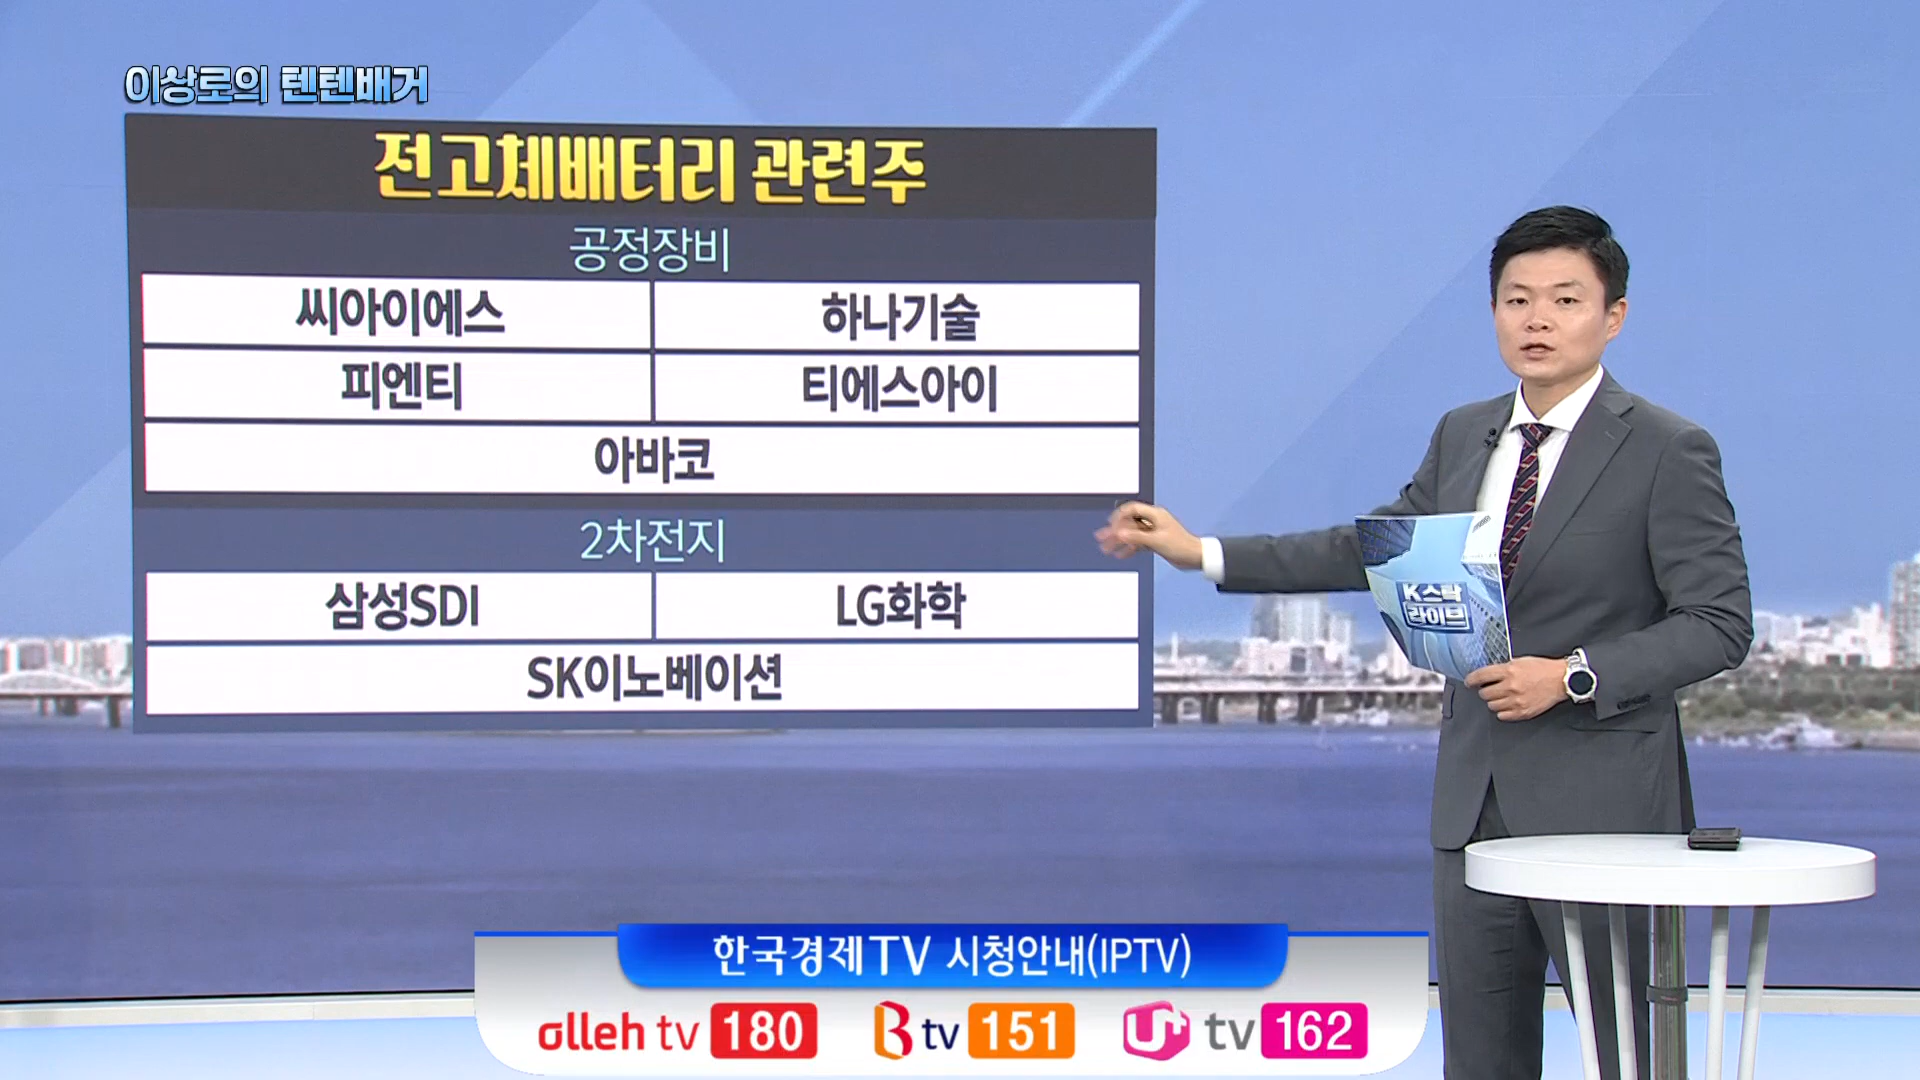 이상로의 텐텐배거
전고체배터리 관련주
공정장비
씨아이에스 하나기술
피엔티 티에스아이
아바코
2차전지
삼성SDI LG화학
SK이노베이션
K스탁
라이브
한국경제TV 시청안내(IPTV)
olleh tv 180 B tv 151 U+ tv 162